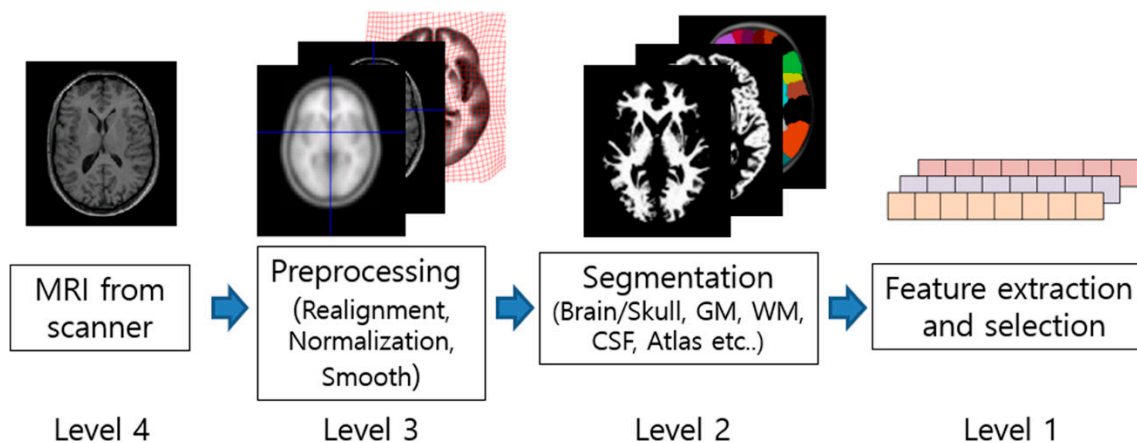 MRI from
scanner
Preprocessing
(Realignment,
Normalization,
Smooth)
Segmentation
(Brain/Skull, GM, WM,
CSF, Atlas etc..)
Feature extraction
and selection
Level 4
Level 3
Level 2
Level 1